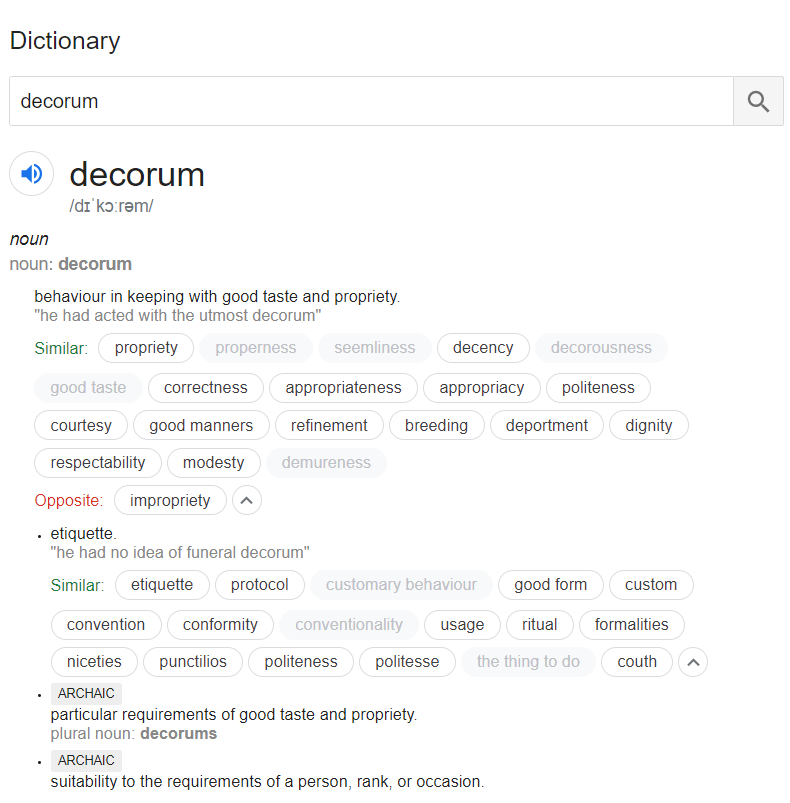 Dictionary
decorum
decorum
/dɪˈkɔːrəm/
noun
noun: decorum
behaviour in keeping with good taste and propriety.
"he had acted with the utmost decorum"
Similar: propriety properness seemliness decency decorousness
good taste correctness appropriateness appropriacy politeness
courtesy good manners refinement breeding deportment dignity
respectability modesty demureness
Opposite: impropriety
• etiquette.
"he had no idea of funeral decorum"
Similar: etiquette protocol customary behaviour good form custom
convention conformity conventionality usage ritual formalities
niceties punctilios politeness politesse the thing to do couth
• ARCHAIC
particular requirements of good taste and propriety.
plural noun: decorums
• ARCHAIC
suitability to the requirements of a person, rank, or occasion.